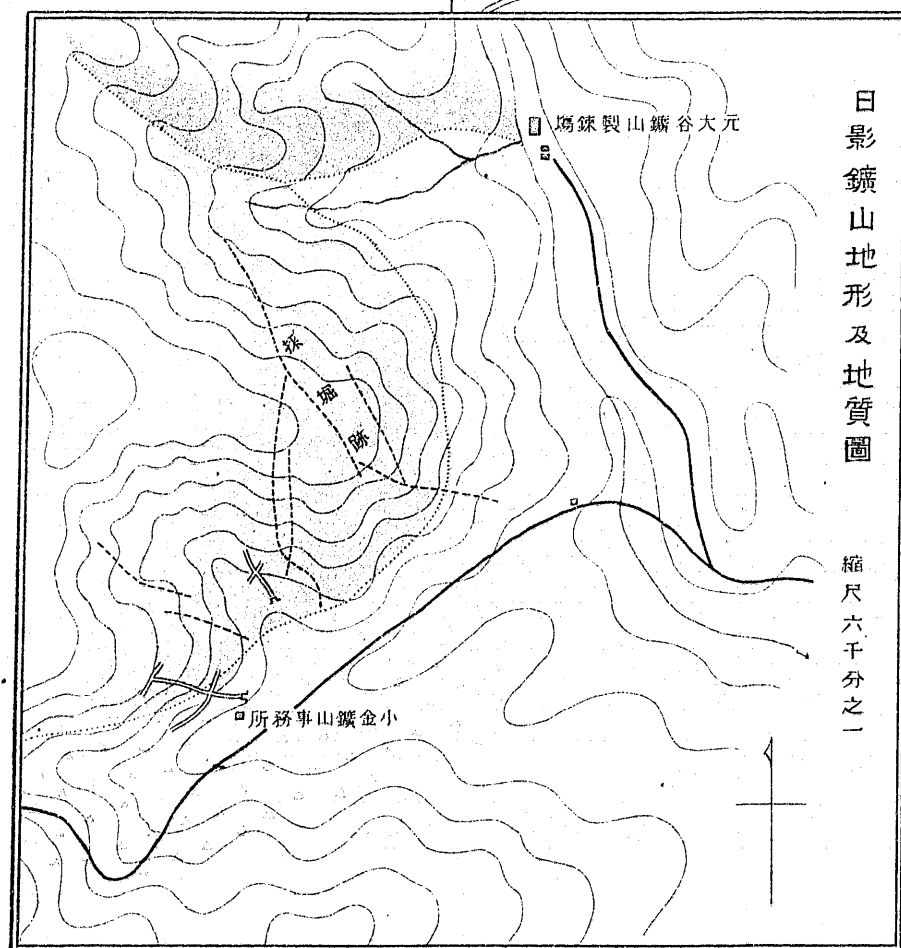 日影鑛山地形及地質圖
縮尺六千分之一
元大谷鑛山製錬塲
採掘跡
小金鑛山事務所